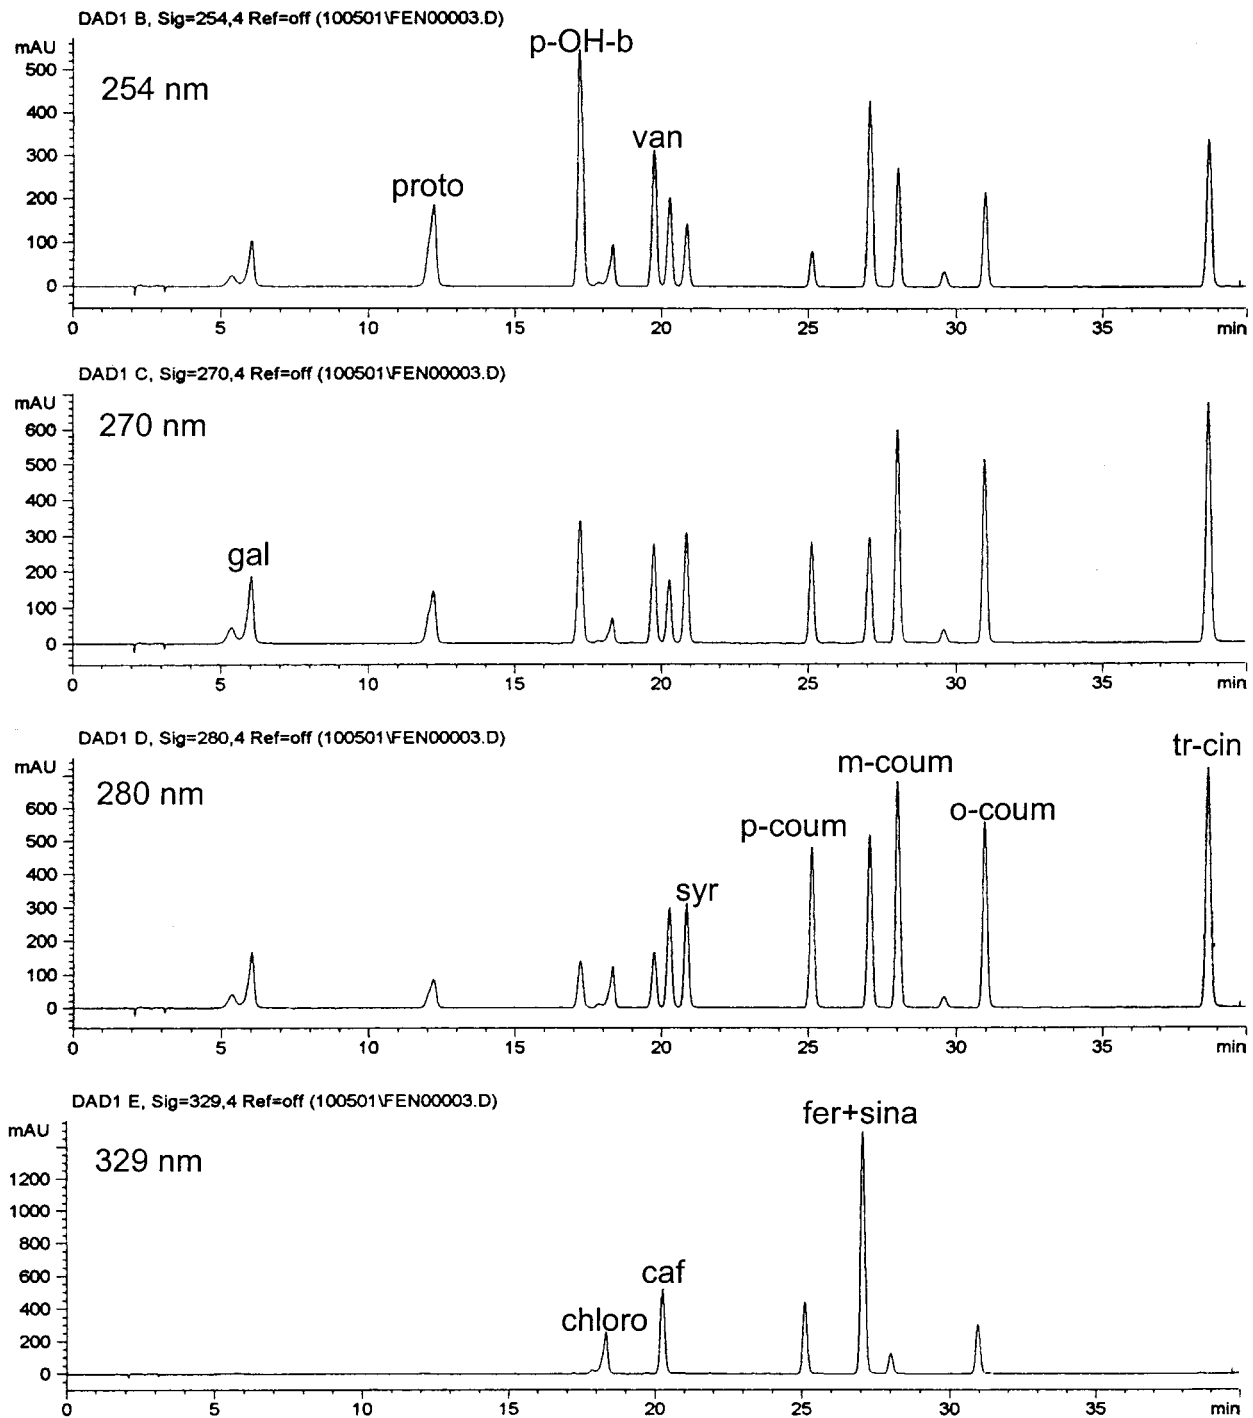 DAD1 B, Sig=254,4 Ref=off (100501\FEN00003.D)
mAU
p-OH-b
500
254 nm
400
van
300
proto
200
100
0
0 5 10 15 20 25 30 35 min
DAD1 C, Sig=270,4 Ref=off (100501\FEN00003.D)
mAU
270 nm
600
500
400
300
gal
200
100
0
0 5 10 15 20 25 30 35 min
DAD1 D, Sig=280,4 Ref=off (100501\FEN00003.D)
tr-cin
mAU
m-coum
280 nm
600
o-coum
p-coum
500
400
syr
300
200
100
0
0 5 10 15 20 25 30 35 min
DAD1 E, Sig=329,4 Ref=off (100501\FEN00003.D)
fer+sina
mAU
329 nm
1200
1000
800
caf
600
400
chloro
200
0
0 5 10 15 20 25 30 35 min